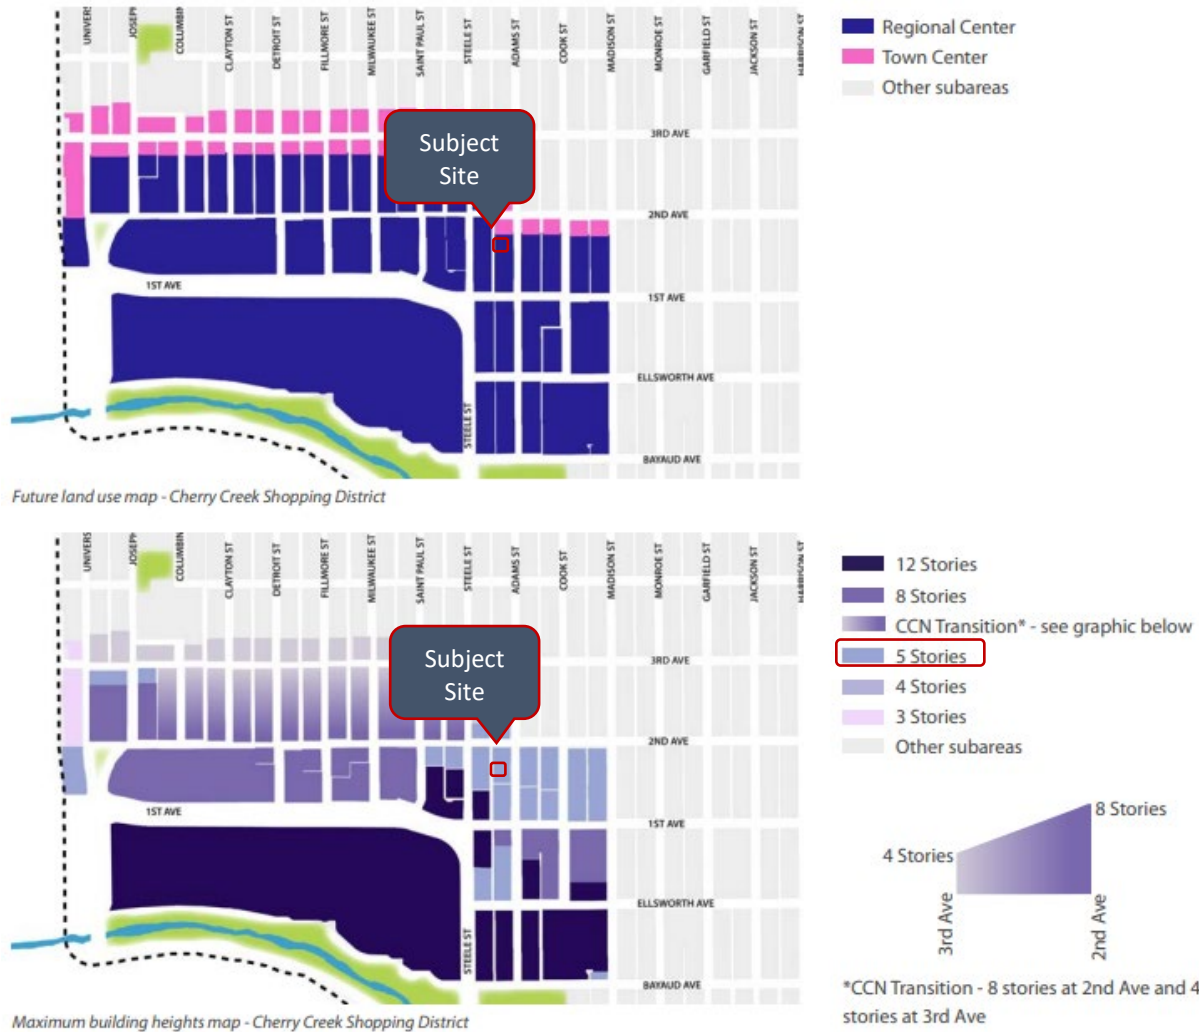 UNIVERS
JOSEPH
COLUMBIN
CLAYTON ST
DETROIT ST
FILLMORE ST
MILWAUKEE ST
SAINT PAUL ST
STEELE ST
ADAMS ST
COOK ST
MADISON ST
MONROE ST
GARFIELD ST
JACKSON ST
HARRISON ST
Regional Center
Town Center
Other subareas
3RD AVE
Subject
Site
2ND AVE
1ST AVE
1ST AVE
ELLSWORTH AVE
STEELE ST
BAYAUD AVE
Future land use map - Cherry Creek Shopping District
UNIVERS
JOSEPH
COLUMBIN
CLAYTON ST
DETROIT ST
FILLMORE ST
MILWAUKEE ST
SAINT PAUL ST
STEELE ST
ADAMS ST
COOK ST
MADISON ST
MONROE ST
GARFIELD ST
JACKSON ST
HARRISON ST
12 Stories
8 Stories
CCN Transition* - see graphic below
5 Stories
4 Stories
3 Stories
Other subareas
3RD AVE
Subject
Site
2ND AVE
1ST AVE
1ST AVE
ELLSWORTH AVE
STEELE ST
BAYAUD AVE
8 Stories
4 Stories
3rd Ave
2nd Ave
*CCN Transition - 8 stories at 2nd Ave and 4
stories at 3rd Ave
Maximum building heights map - Cherry Creek Shopping District